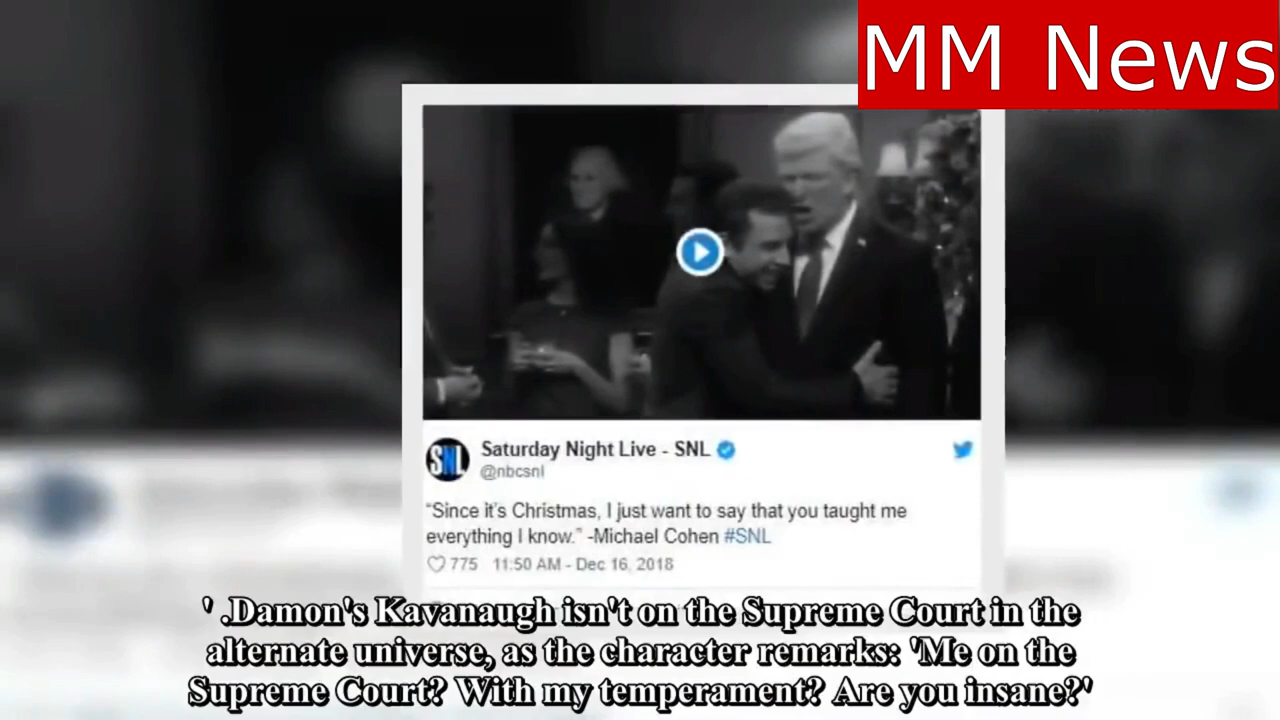 MM News
SNL
Saturday Night Live - SNL
@nbcsnl
“Since it's Christmas, I just want to say that you taught me
everything I know.” -Michael Cohen #SNL
775 11:50 AM - Dec 16, 2018
' .Damon's Kavanaugh isn't on the Supreme Court in the
alternate universe, as the character remarks: 'Me on the
Supreme Court? With my temperament? Are you insane?'